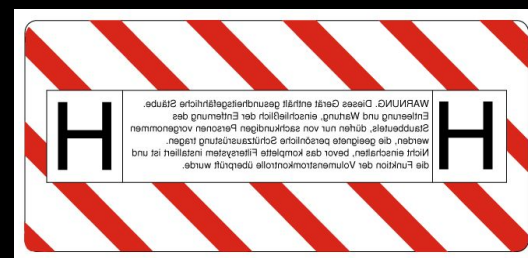 H
WARNUNG. Dieses Gerät enthält gesundheitsgefährliche Stäube.
Entleerung und Wartung, einschließlich der Entfernung des
Staubbeutels, dürfen nur von sachkundigen Personen vorgenommen
werden, die geeignete persönliche Schützausrüstung tragen.
Nicht einschalten, bevor das komplette Filtersystem installiert ist und
die Funktion der Volumenstromkontrolle überprüft wurde.
H